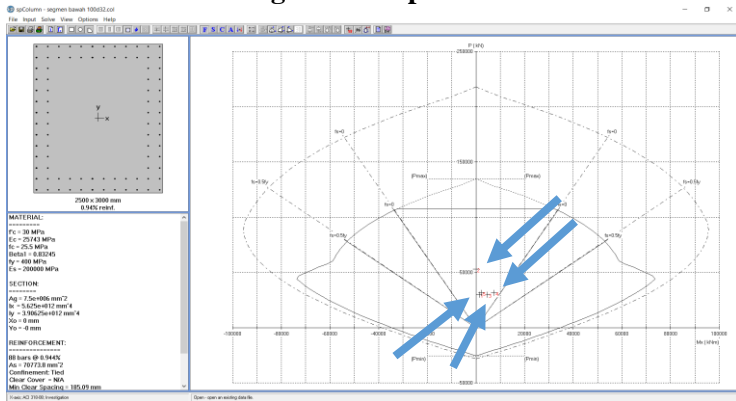 spColumn - segmen bawah 100d32.col
File Input Solve View Options Help
y
x
2500 x 3000 mm
0.94% reinf.
MATERIAL:
=========
f'c = 30 MPa
Ec = 25743 MPa
fc = 25.5 MPa
Beta1 = 0.83245
fy = 400 MPa
Es = 200000 MPa
SECTION:
========
Ag = 7.5e+006 mm^2
Ix = 5.625e+012 mm^4
Iy = 3.90625e+012 mm^4
Xo = 0 mm
Yo = -0 mm
REINFORCEMENT:
==============
88 bars @ 0.944%
As = 70773.8 mm^2
Confinement: Tied
Clear Cover = N/A
Min Clear Spacing = 185.09 mm
P (kN)
250000
fs=0
fs=0
150000
fs=0.5fy
(Pmax)
(Pmax)
fs=0.5fy
fs=0
fs=0
fs=0.5fy
fs=0.5fy
50000
-100000
-80000
-60000
-40000
20000
40000
60000
80000
100000
Mx (kNm)
(Pmin)
(Pmin)
-50000
Open - open an existing data file.